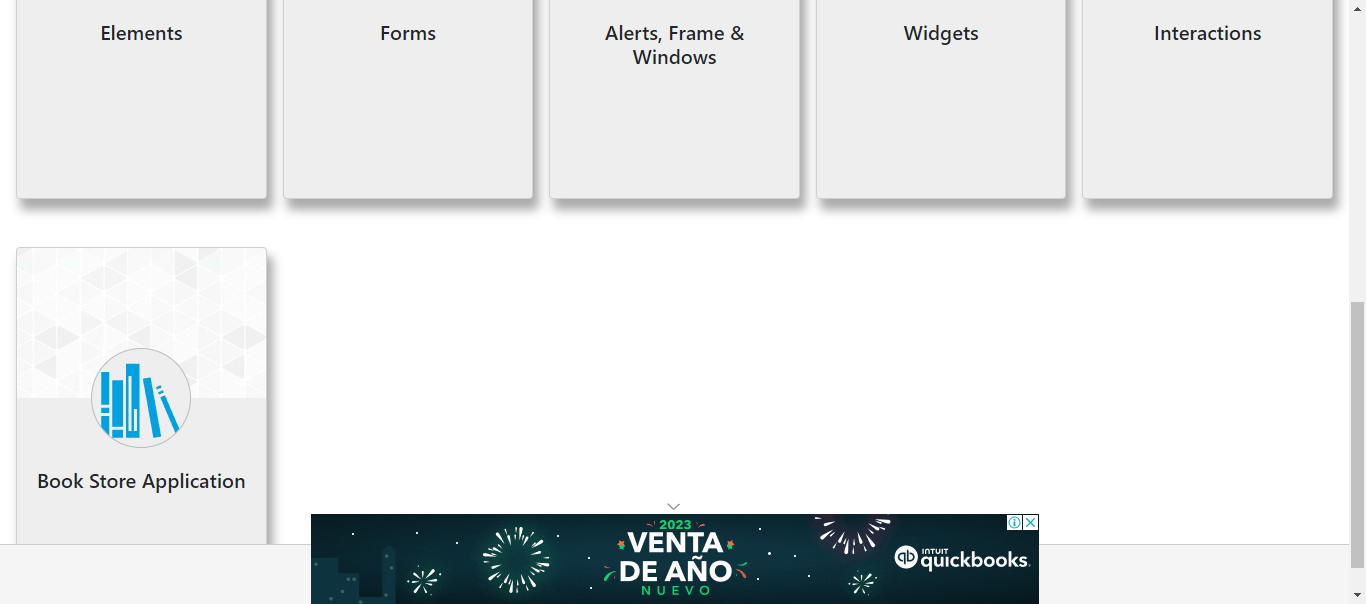 Elements
Forms
Alerts, Frame &
Windows
Widgets
Interactions
Book Store Application
2023
VENTA
DE AÑO
NUEVO
INTUIT
quickbooks.